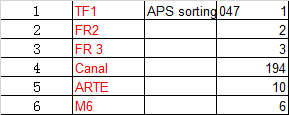 1 TF1 APS sorting 047 1
2 FR2 2
3 FR 3 3
4 Canal 194
5 ARTE 10
6 M6 6